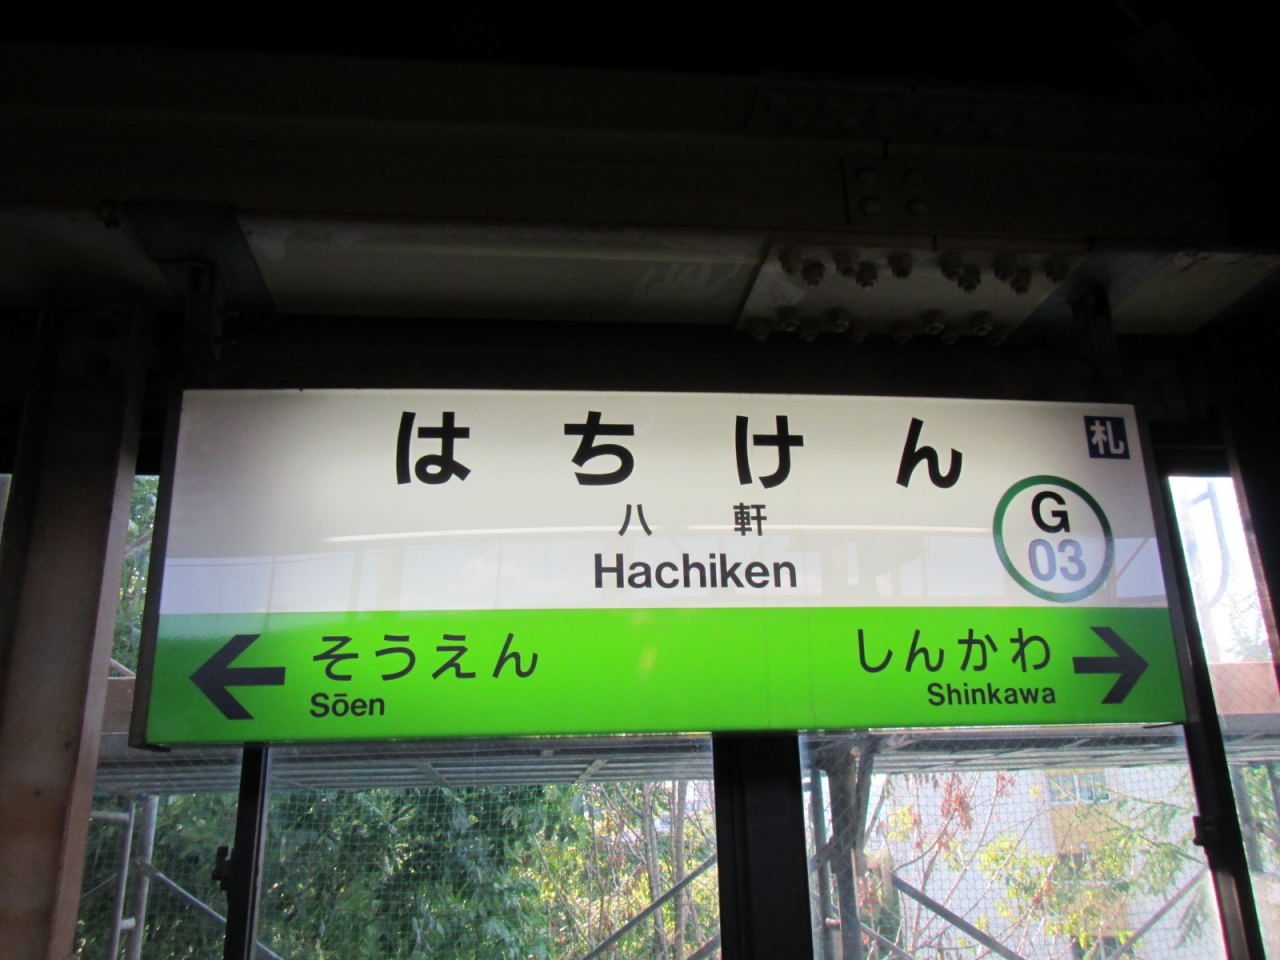 札
はちけん
八軒
Hachiken
G
03
そうえん
Sōen
しんかわ
Shinkawa